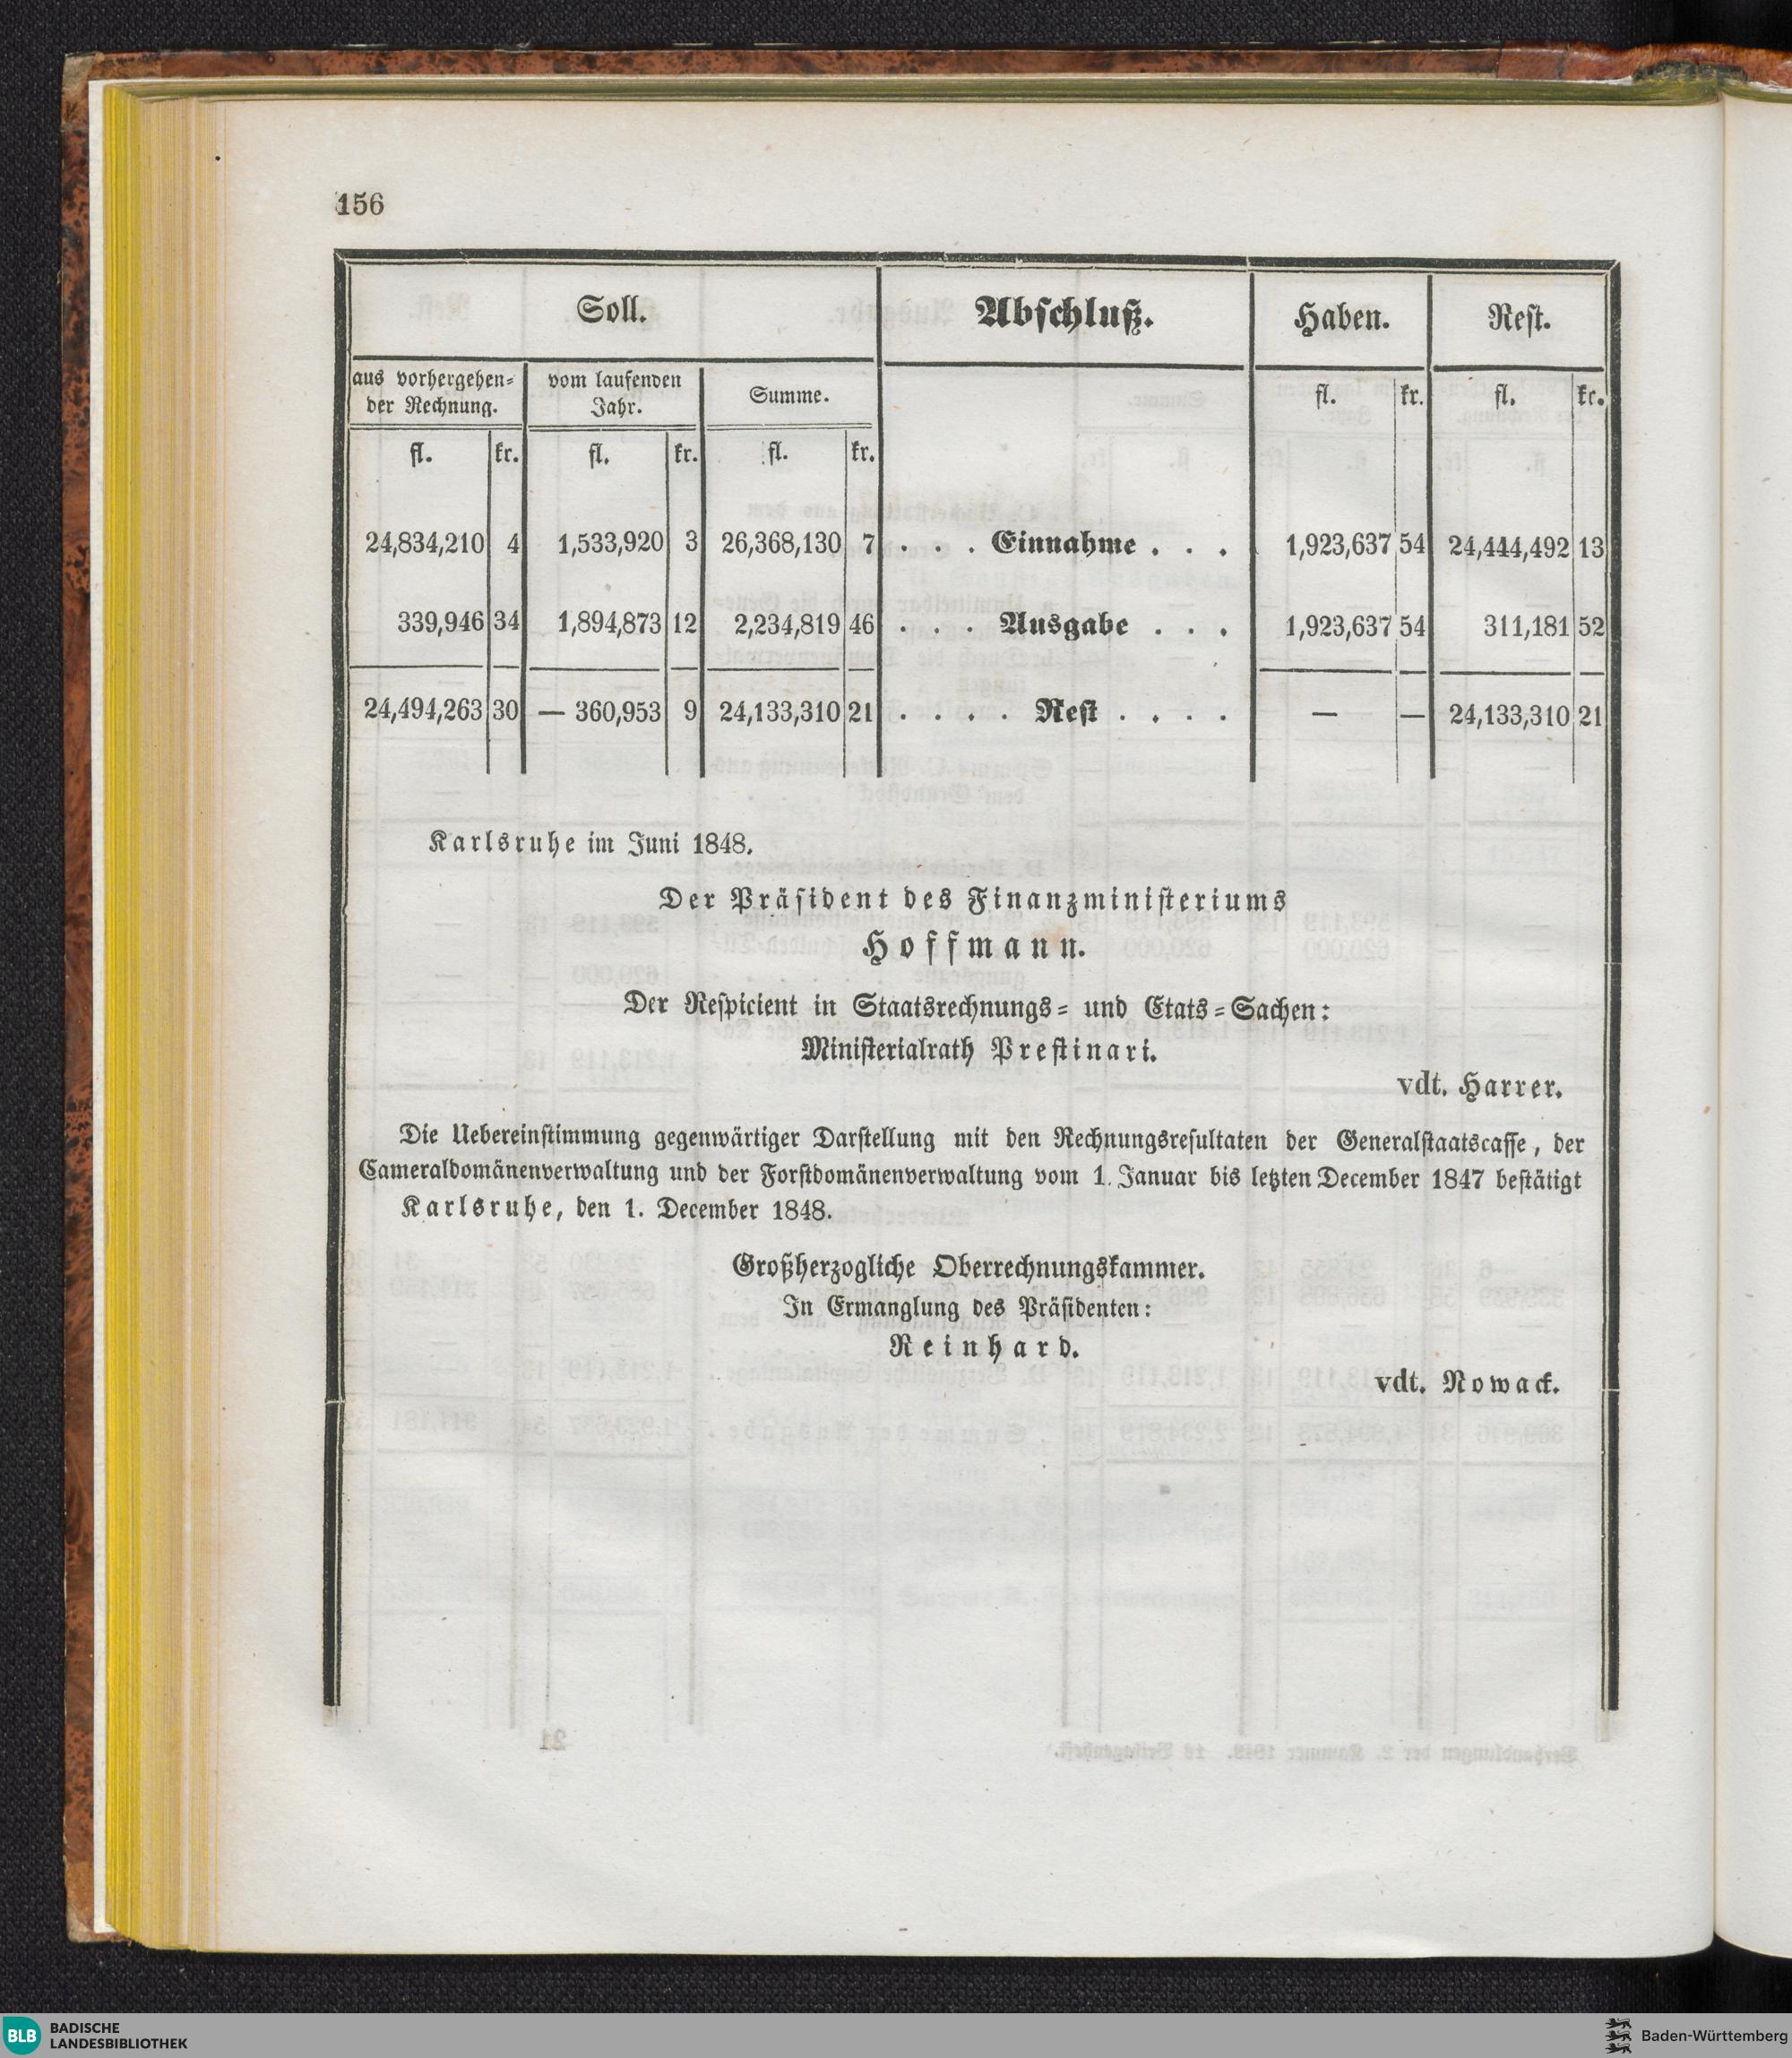 156
Soll. Abschluß. Haben. Rest.
aus vorhergehen- vom laufenden Summe. fl. kr. fl. kr.
der Rechnung. Jahr.
fl. kr. fl. kr. fl. kr.
24,834,210 4 1,533,920 3 26,368,130 7 . . . Einnahme . . . 1,923,637 54 24,444,492 13
339,946 34 1,894,873 12 2,234,819 46 . . . Ausgabe . . . 1,923,637 54 311,181 52
24,494,263 30 — 360,953 9 24,133,310 21 . . . . Rest . . . . — — 24,133,310 21
Karlsruhe im Juni 1848.
Der Präsident des Finanzministeriums
Hoffmann.
Der Respicient in Staatsrechnungs- und Etats-Sachen:
Ministerialrath Prestinari.
vdt. Harrer.
Die Uebereinstimmung gegenwärtiger Darstellung mit den Rechnungsresultaten der Generalstaatscasse, der
Cameraldomänenverwaltung und der Forstdomänenverwaltung vom 1. Januar bis letzten December 1847 bestätigt
Karlsruhe, den 1. December 1848.
Großherzogliche Oberrechnungskammer.
In Ermanglung des Präsidenten:
Reinhard.
vdt. Nowack.
BLB BADISCHE
LANDESBIBLIOTHEK
Baden-Württemberg